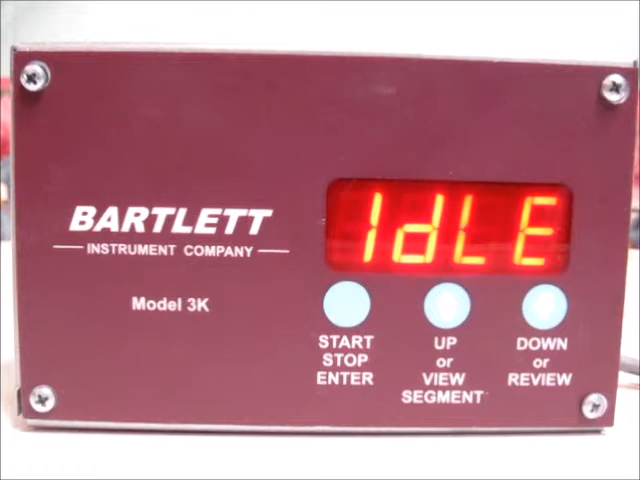 BARTLETT
INSTRUMENT COMPANY
Model 3K
IdLE
START
STOP
ENTER
UP
or
VIEW
SEGMENT
DOWN
or
REVIEW